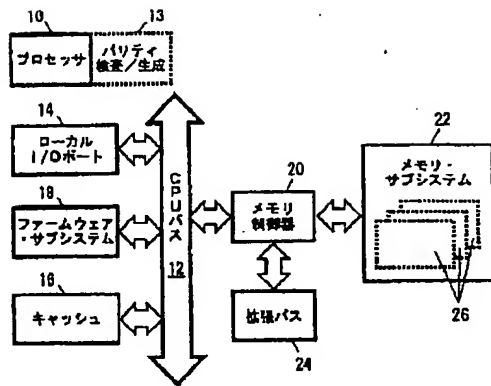 10
13
プロセッサ
パリティ
検査/生成
14
ローカル
I/Oポート
18
ファームウェア
・サブシステム
16
キャッシュ
CPUバス
12
20
メモリ
制御器
拡張バス
24
22
メモリ・
サブシステム
26